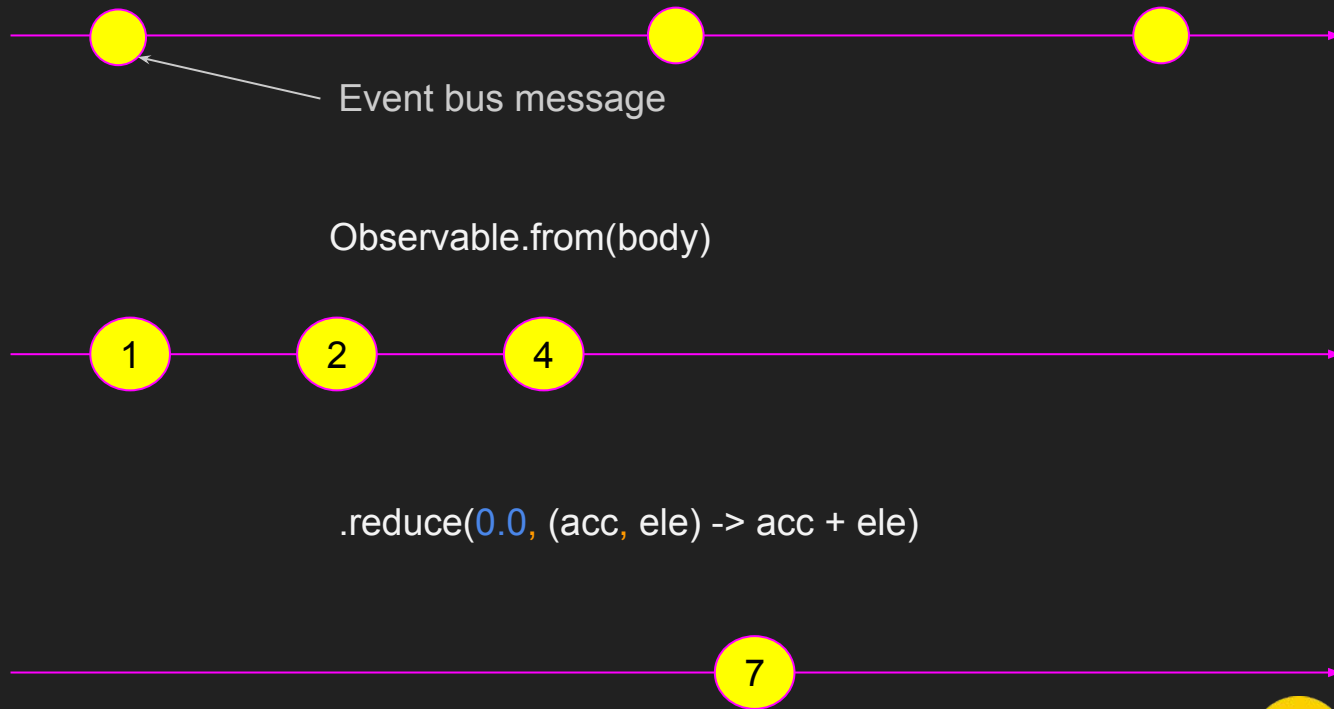 Event bus message
Observable.from(body)
1 2 4
.reduce(0.0, (acc, ele) -> acc + ele)
7